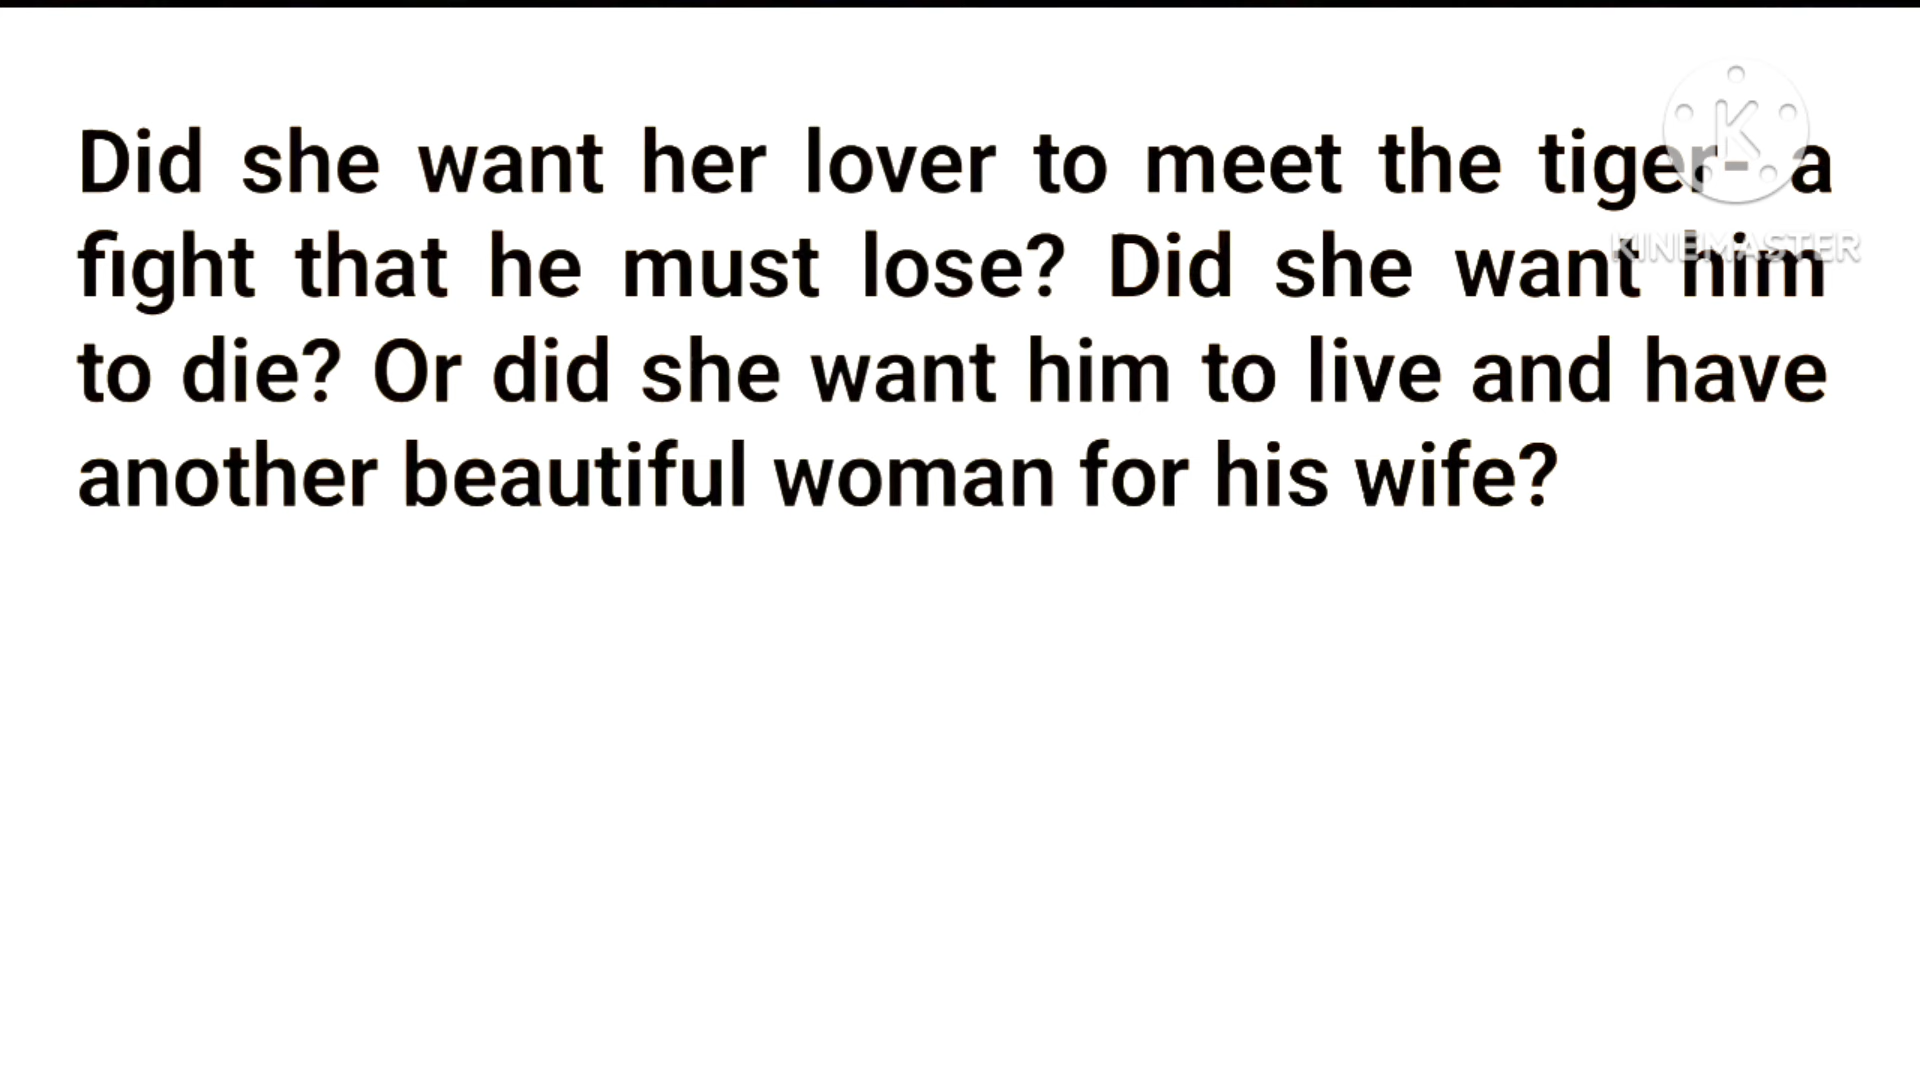 Did she want her lover to meet the tiger- a
fight that he must lose? Did she want him
to die? Or did she want him to live and have
another beautiful woman for his wife?
K
KINEMASTER